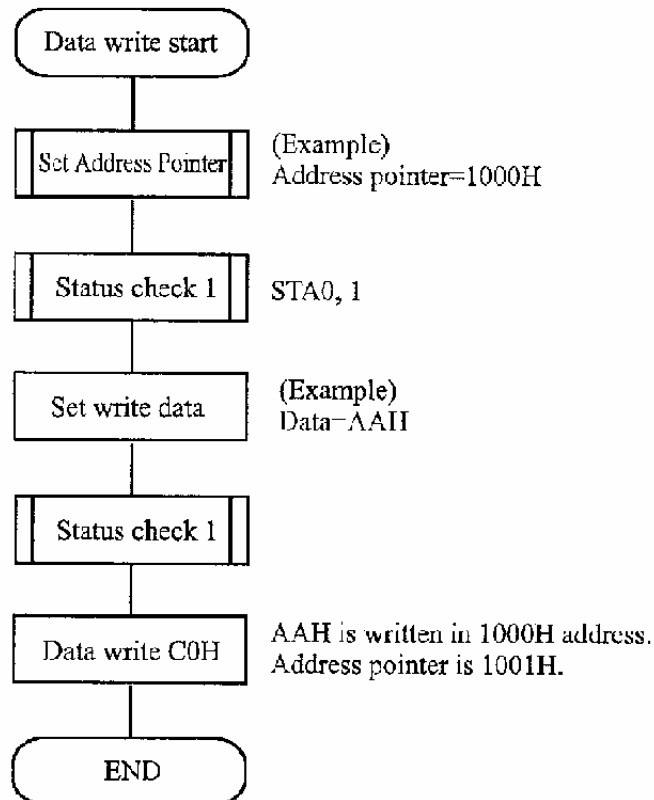 Data write start
Set Address Pointer
(Example)
Address pointer=1000H
Status check 1
STA0, 1
Set write data
(Example)
Data=AAH
Status check 1
Data write C0H
AAH is written in 1000H address.
Address pointer is 1001H.
END